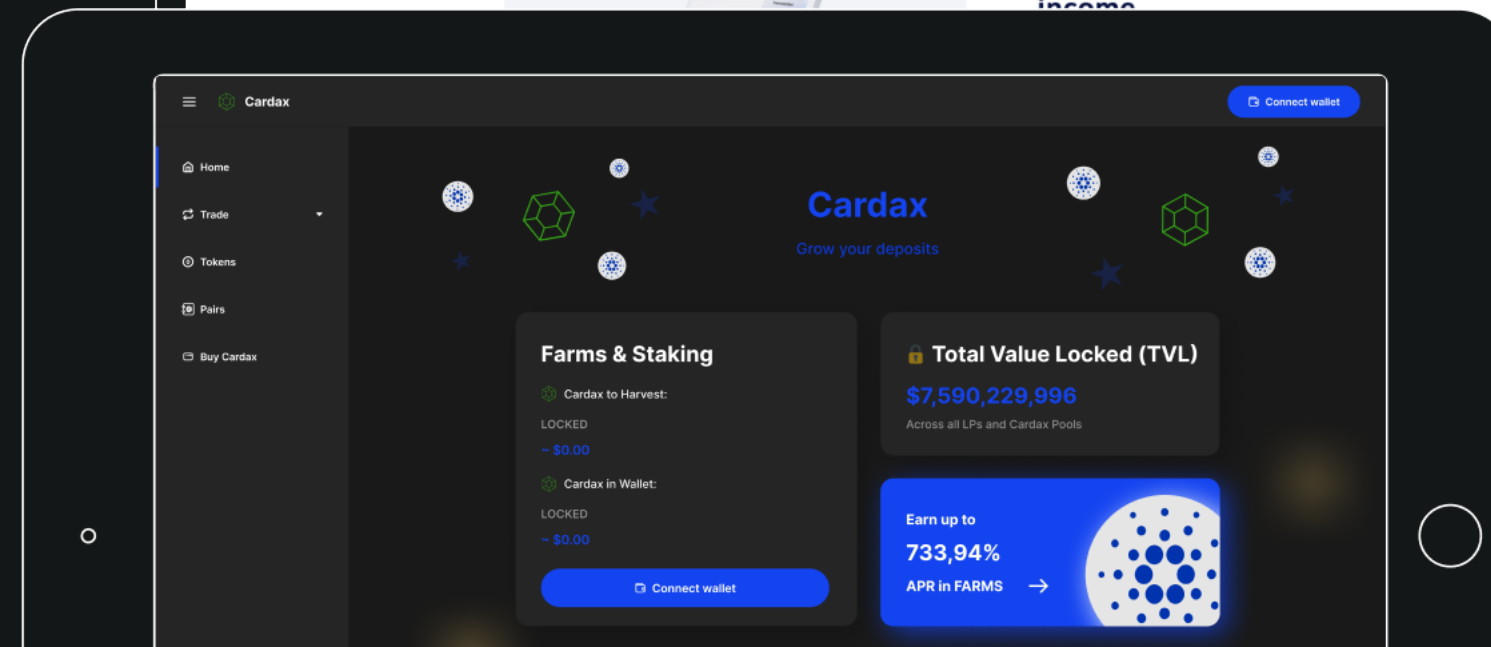 income
Cardax
Connect wallet
Home
Trade
Tokens
Pairs
Buy Cardax
Cardax
Grow your deposits
Farms & Staking
Cardax to Harvest:
LOCKED
~ $0.00
Cardax in Wallet:
LOCKED
~ $0.00
Connect wallet
Total Value Locked (TVL)
$7,590,229,996
Across all LPs and Cardax Pools
Earn up to
733,94%
APR in FARMS